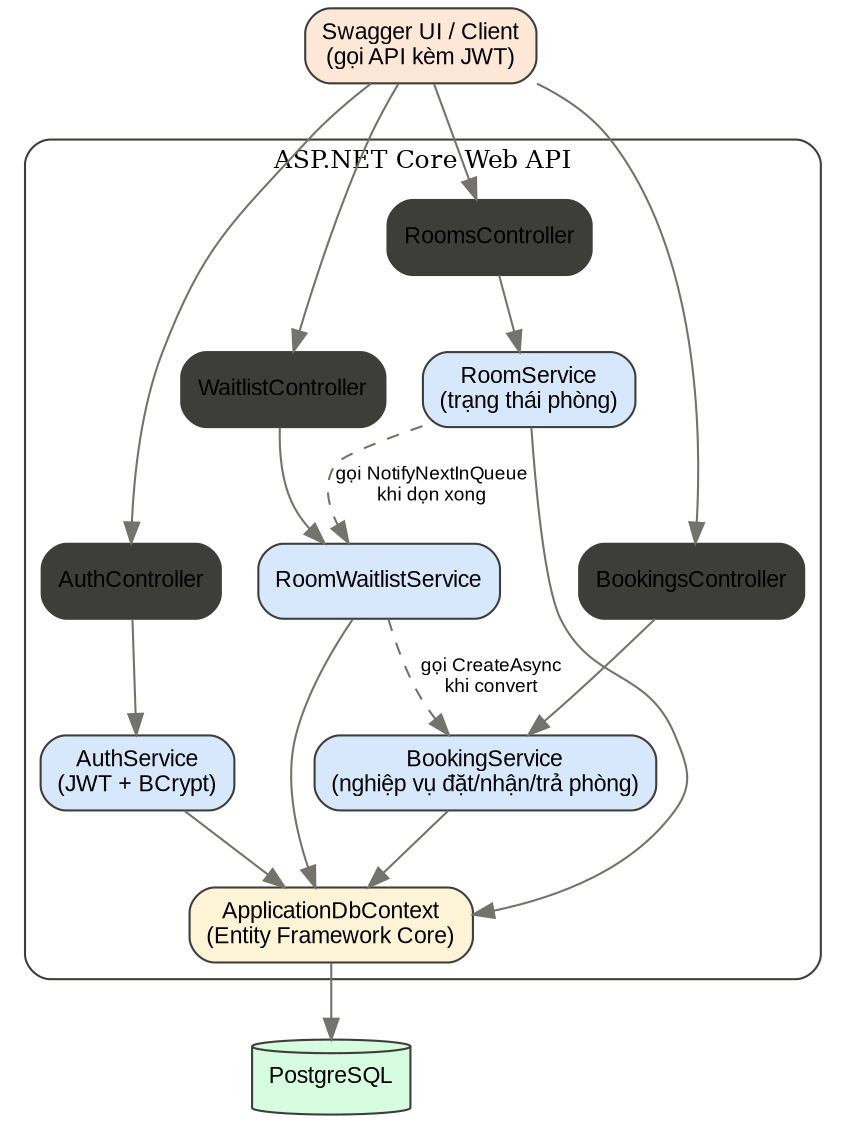 Swagger UI / Client
(gọi API kèm JWT)
ASP.NET Core Web API
RoomsController
WaitlistController
RoomService
(trạng thái phòng)
gọi NotifyNextInQueue
khi dọn xong
AuthController
RoomWaitlistService
BookingsController
gọi CreateAsync
khi convert
AuthService
(JWT + BCrypt)
BookingService
(nghiệp vụ đặt/nhận/trả phòng)
ApplicationDbContext
(Entity Framework Core)
PostgreSQL